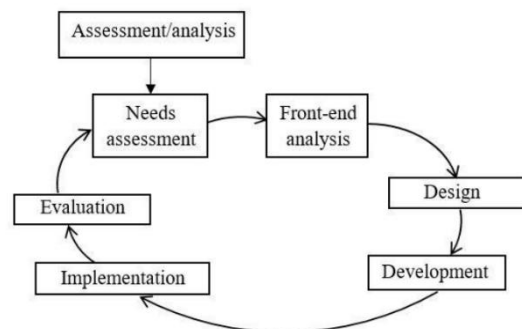 Assessment/analysis
Needs
assessment
Front-end
analysis
Design
Development
Implementation
Evaluation